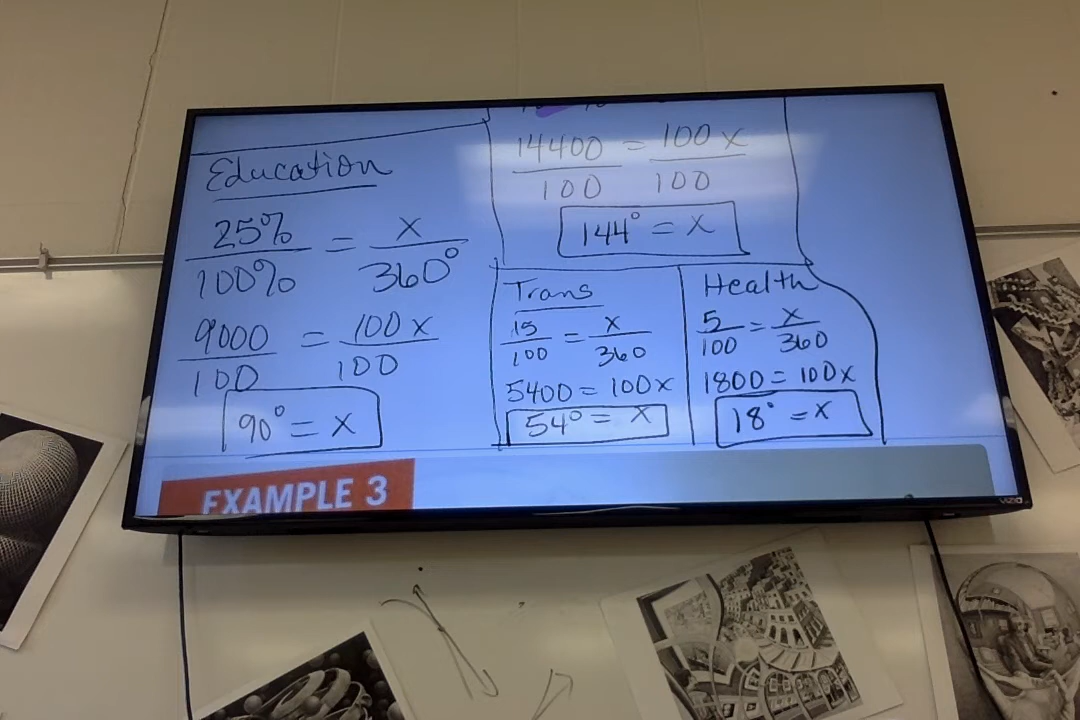 Education
25% / 100% = x / 360°
9000 / 100 = 100x / 100
90° = x
14400 / 100 = 100x / 100
144° = x
Trans
15 / 100 = x / 360
5400 = 100x
54° = x
Health
5 / 100 = x / 360
1800 = 100x
18° = x
EXAMPLE 3
VIZIO